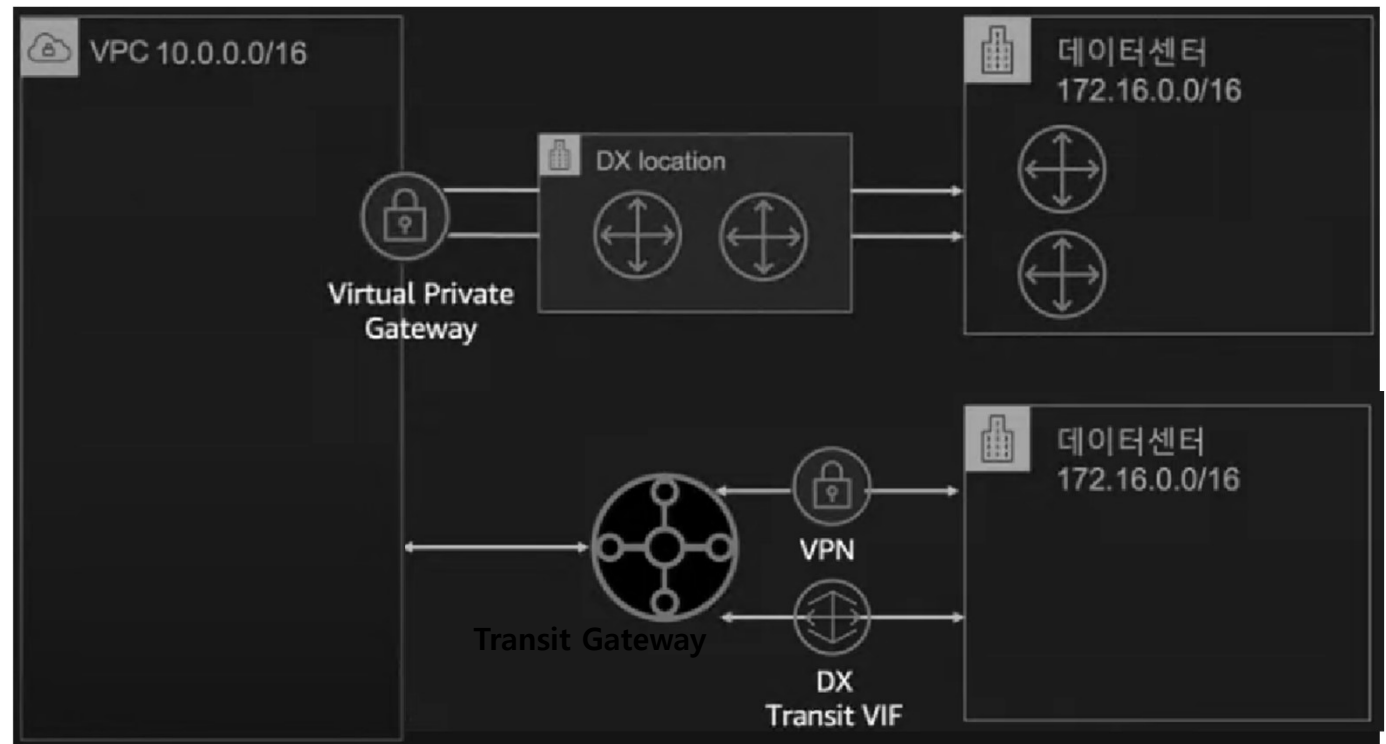 VPC 10.0.0.0/16
데이터센터
172.16.0.0/16
DX location
Virtual Private
Gateway
데이터센터
172.16.0.0/16
VPN
Transit Gateway
DX
Transit VIF